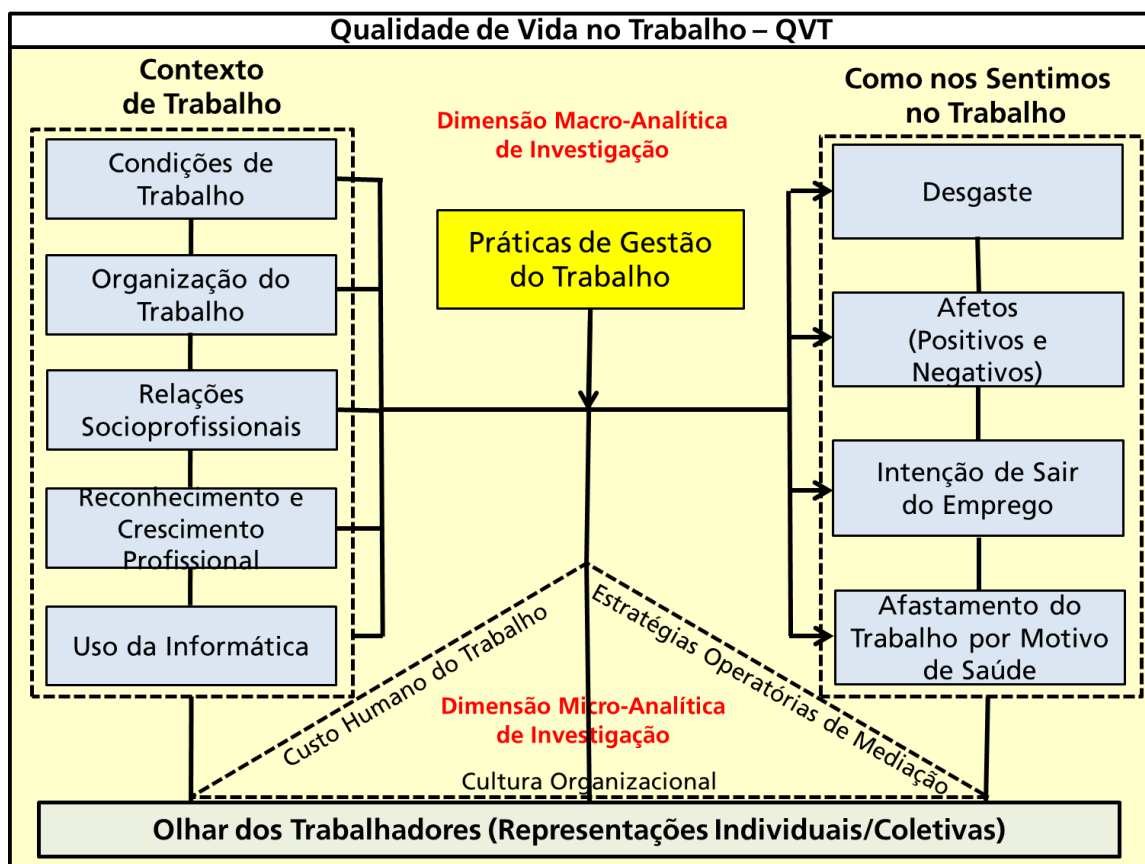 Qualidade de Vida no Trabalho – QVT
Contexto
de Trabalho
Condições de
Trabalho
Organização do
Trabalho
Relações
Socioprofissionais
Reconhecimento e
Crescimento
Profissional
Uso da Informática
Dimensão Macro-Analítica
de Investigação
Práticas de Gestão
do Trabalho
Como nos Sentimos
no Trabalho
Desgaste
Afetos
(Positivos e
Negativos)
Intenção de Sair
do Emprego
Afastamento do
Trabalho por Motivo
de Saúde
Custo Humano do Trabalho
Estratégias Operatórias de Mediação
Dimensão Micro-Analítica
de Investigação
Cultura Organizacional
Olhar dos Trabalhadores (Representações Individuais/Coletivas)